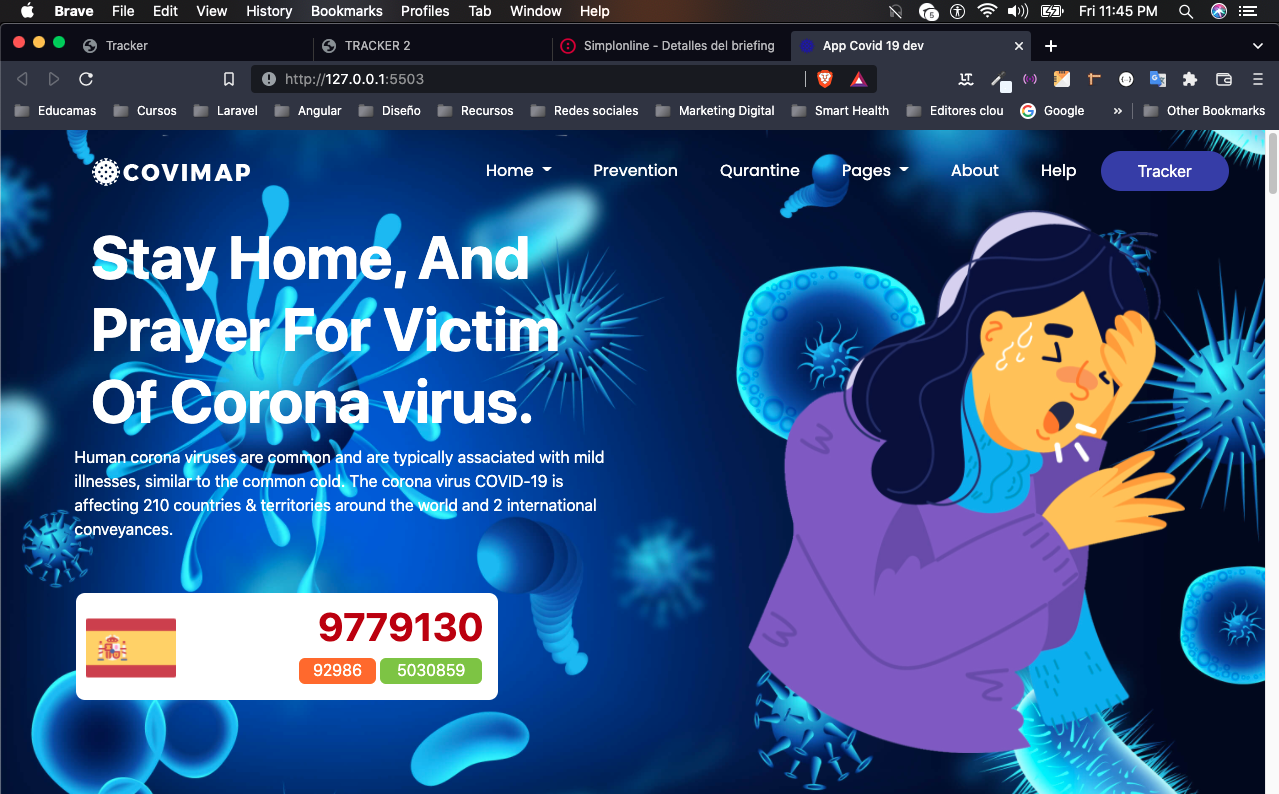 Brave File Edit View History Bookmarks Profiles Tab Window Help
5
Fri 11:45 PM
Tracker
TRACKER 2
Simplonline - Detalles del briefing
App Covid 19 dev
http://127.0.0.1:5503
LT
Educamas Cursos Laravel Angular Diseño Recursos Redes sociales Marketing Digital Smart Health Editores clou Google » Other Bookmarks
COVIMAP
Home Prevention Qurantine Pages About Help Tracker
Stay Home, And
Prayer For Victim
Of Corona virus.
Human corona viruses are common and are typically assaciated with mild
illnesses, similar to the common cold. The corona virus COVID-19 is
affecting 210 countries & territories around the world and 2 international
conveyances.
9779130
92986 5030859